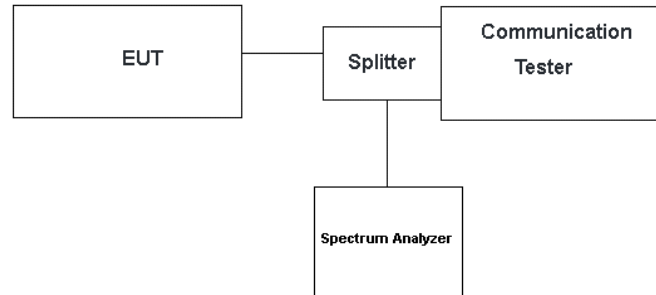 EUT
Splitter
Communication
Tester
Spectrum Analyzer